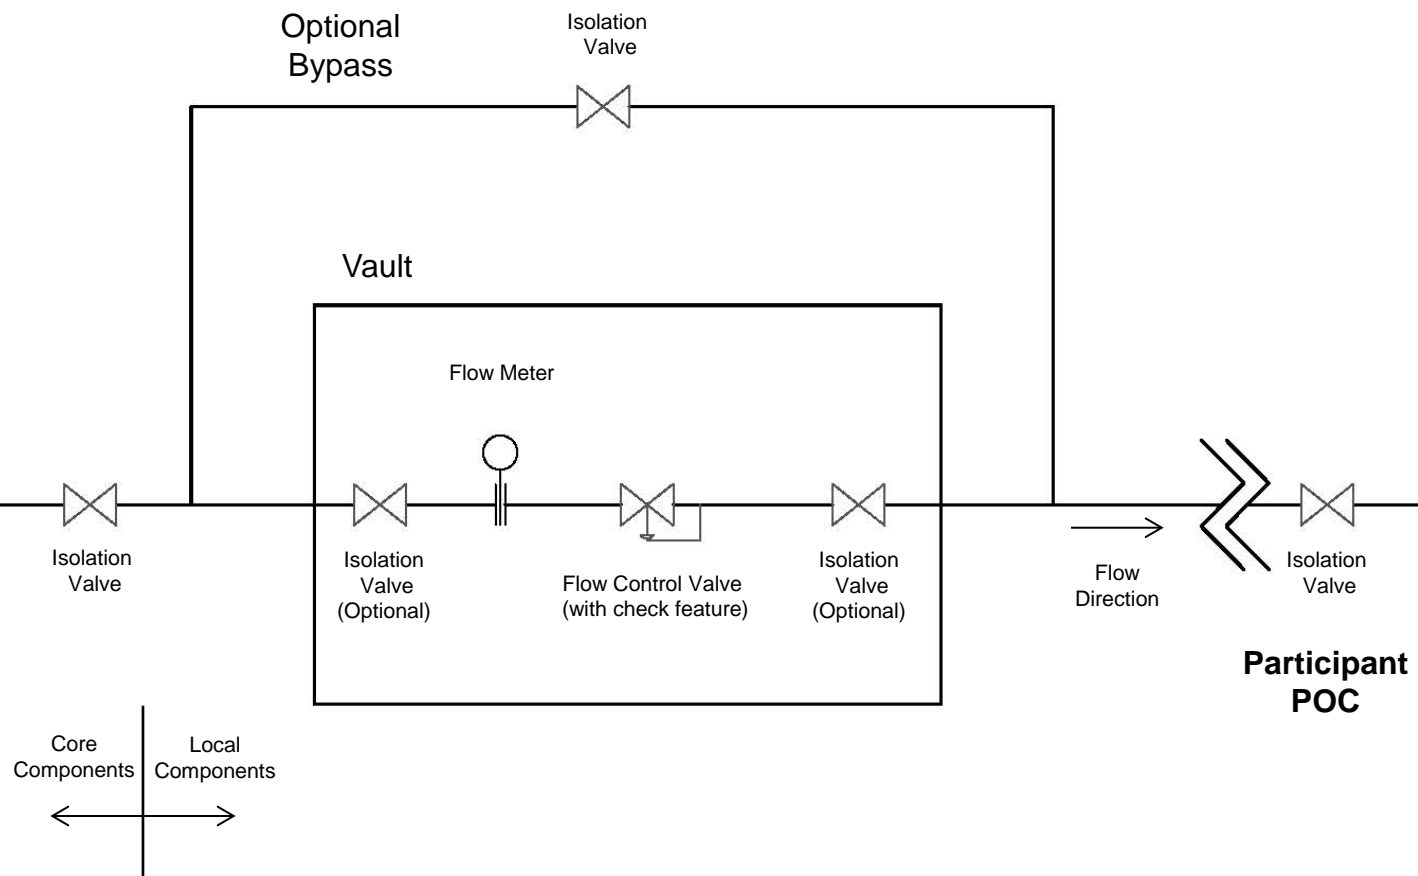 Optional
Bypass
Isolation
Valve
Vault
Flow Meter
Isolation
Valve
Isolation
Valve
(Optional)
Flow Control Valve
(with check feature)
Isolation
Valve
(Optional)
Flow
Direction
Isolation
Valve
Participant
POC
Core
Components
Local
Components